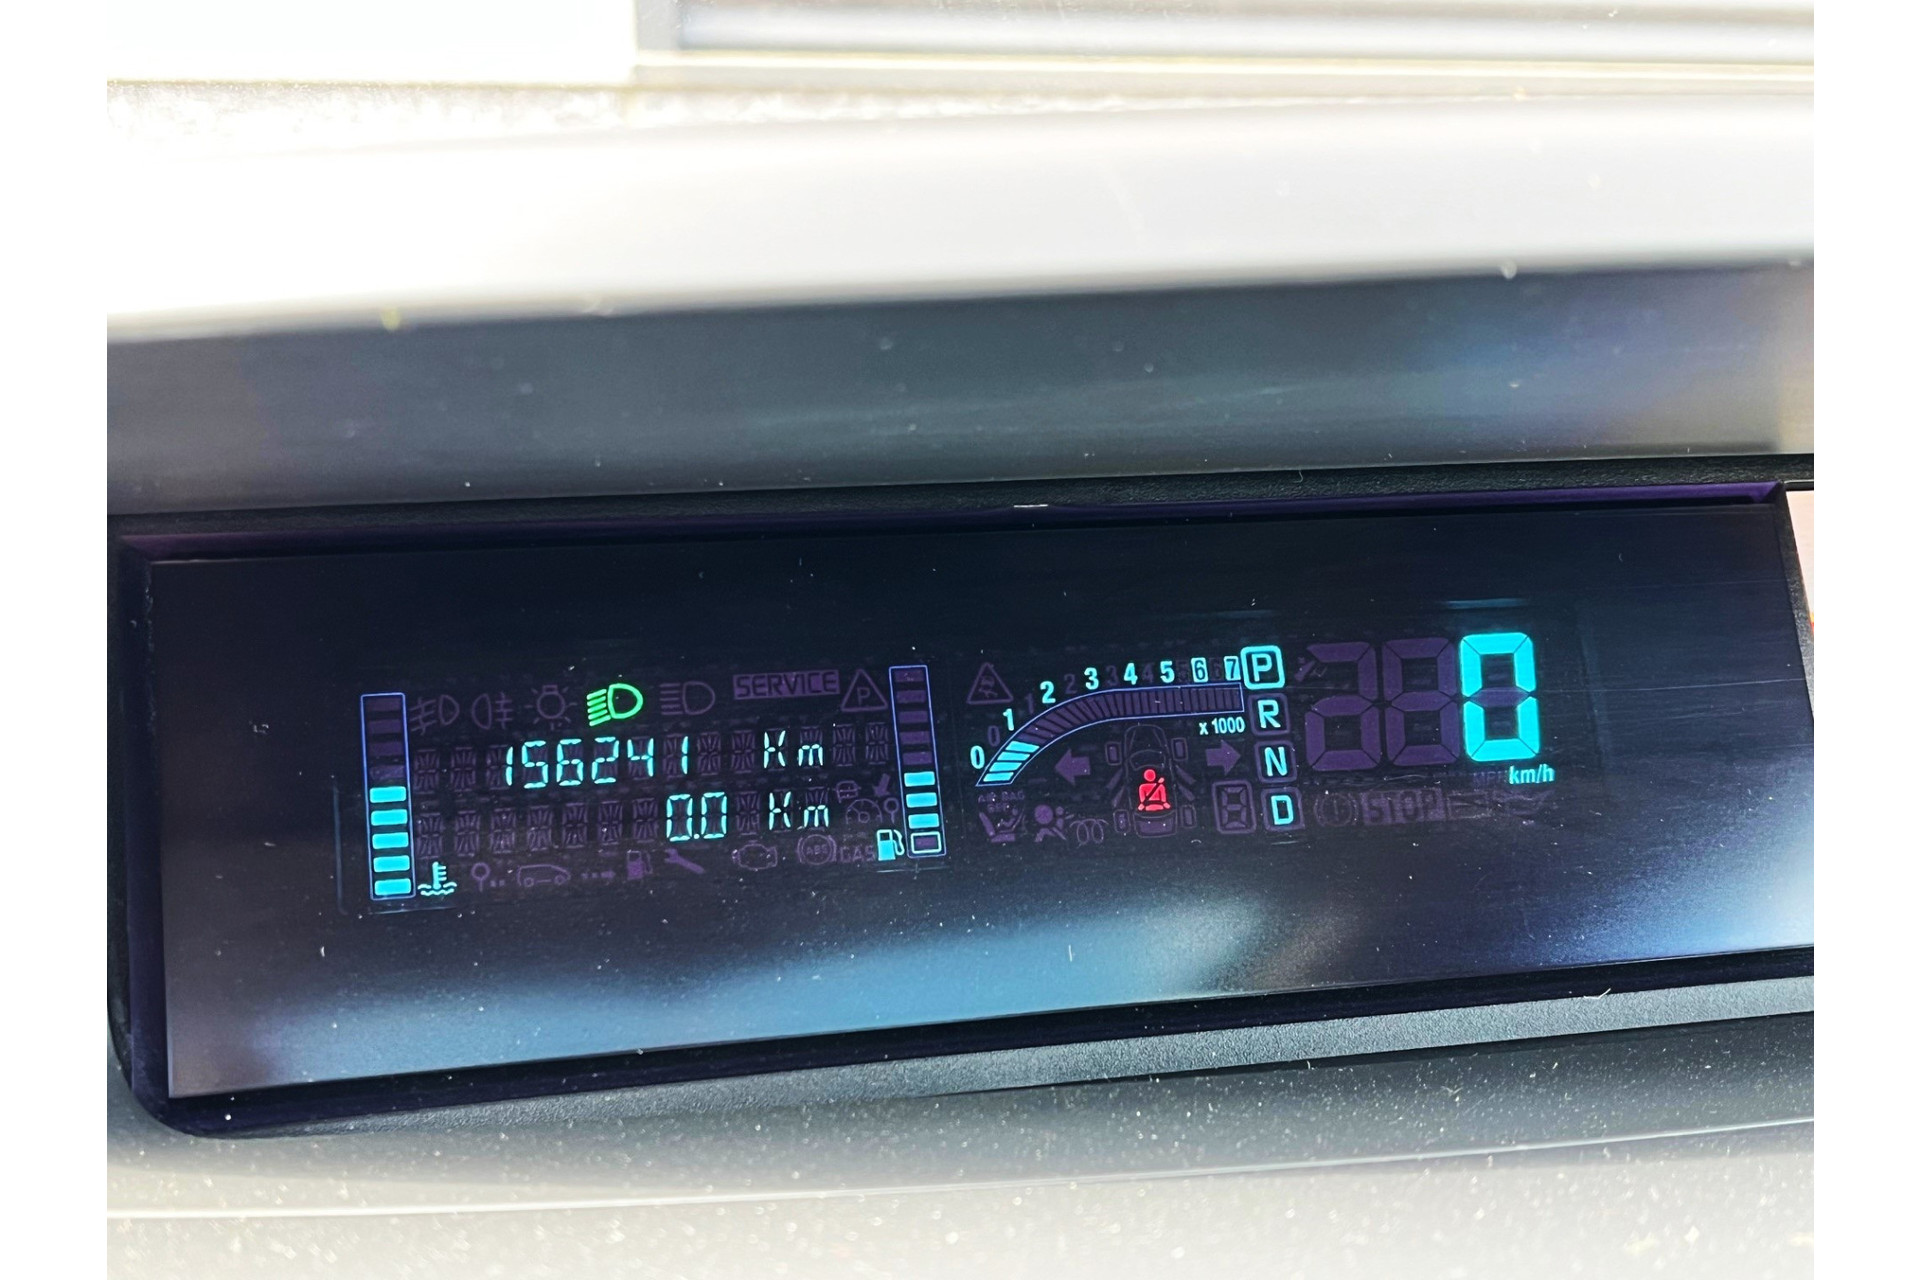 SERVICE P
156241 Km
0.0 Km
ABS
GAS
0 1 2 3 4 5 6 7
x 1000
P
R
N
D
0
km/h
STOP